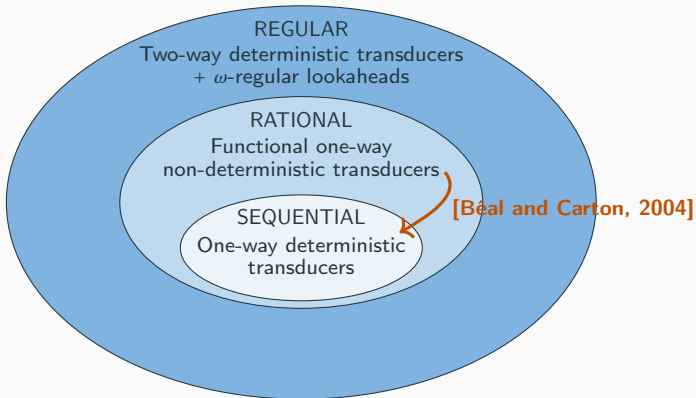 REGULAR
Two-way deterministic transducers
+ ω-regular lookaheads
RATIONAL
Functional one-way
non-deterministic transducers
[Béal and Carton, 2004]
SEQUENTIAL
One-way deterministic
transducers